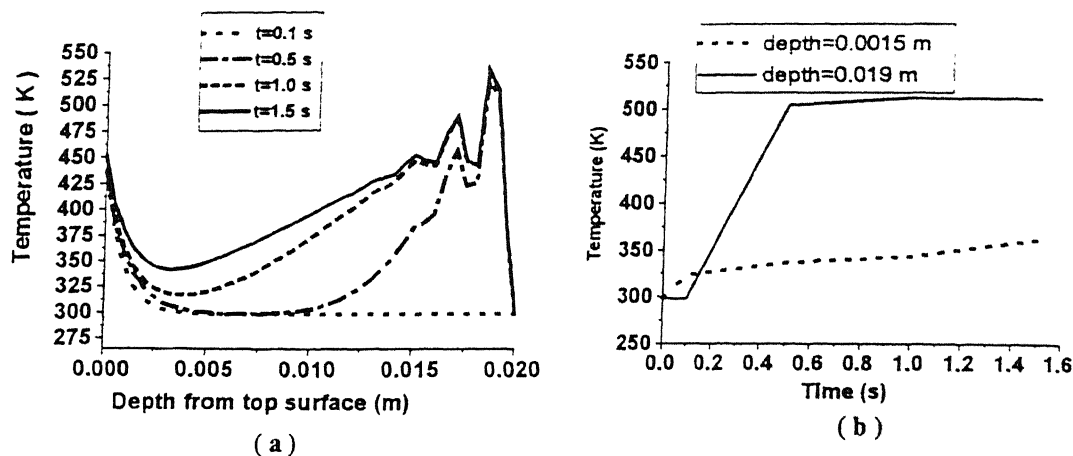 t=0.1 s
t=0.5 s
t=1.0 s
t=1.5 s
Temperature ( K )
550
525
500
475
450
425
400
375
350
325
300
275
0.000
0.005
0.010
0.015
0.020
Depth from top surface (m)
( a )
depth=0.0015 m
depth=0.019 m
Temperature (K)
500
450
400
350
300
250
0.0
0.2
0.4
0.6
0.8
1.0
1.2
1.4
1.6
Time (s)
( b )